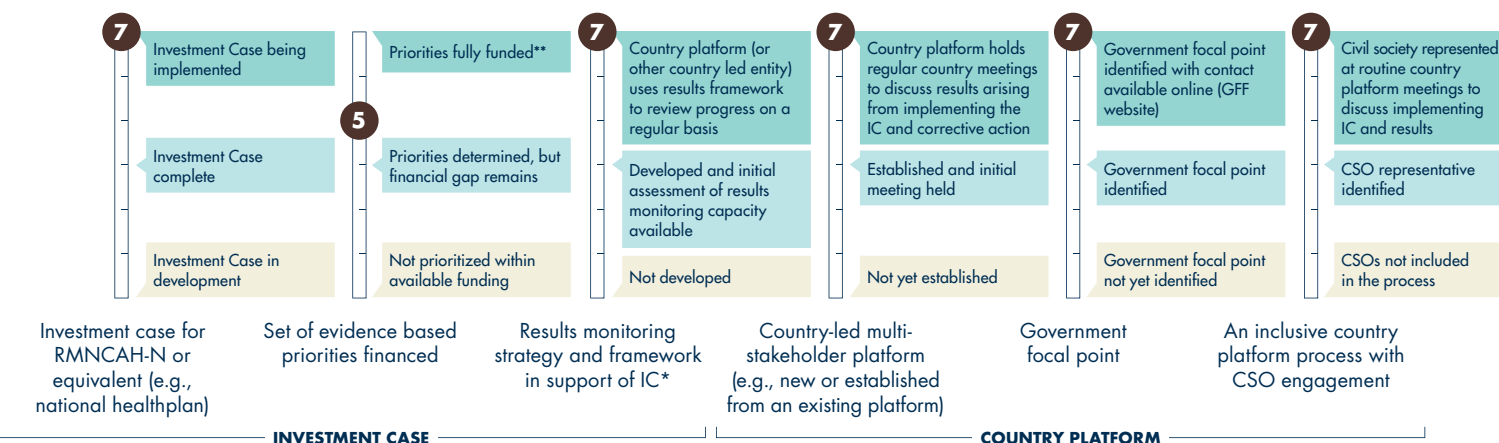 7
Investment Case being
implemented
Investment Case
complete
Investment Case in
development
Investment case for
RMNCAH-N or
equivalent (e.g.,
national healthplan)
Priorities fully funded**
5
Priorities determined, but
financial gap remains
Not prioritized within
available funding
Set of evidence based
priorities financed
7
Country platform (or
other country led entity)
uses results framework
to review progress on a
regular basis
Developed and initial
assessment of results
monitoring capacity
available
Not developed
Results monitoring
strategy and framework
in support of IC*
7
Country platform holds
regular country meetings
to discuss results arising
from implementing the
IC and corrective action
Established and initial
meeting held
Not yet established
Country-led multi-
stakeholder platform
(e.g., new or established
from an existing platform)
7
Government focal point
identified with contact
available online (GFF
website)
Government focal point
identified
Government focal point
not yet identified
Government
focal point
7
Civil society represented
at routine country
platform meetings to
discuss implementing
IC and results
CSO representative
identified
CSOs not included
in the process
An inclusive country
platform process with
CSO engagement
INVESTMENT CASE
COUNTRY PLATFORM